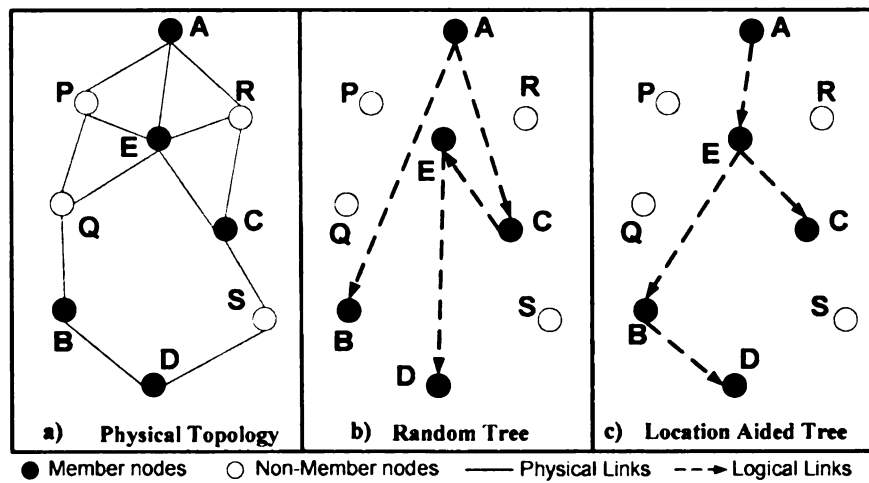 A
P
R
E
C
Q
S
B
D
a) Physical Topology
A
P
R
E
C
Q
S
B
D
b) Random Tree
A
P
R
E
C
Q
S
B
D
c) Location Aided Tree
Member nodes Non-Member nodes Physical Links Logical Links